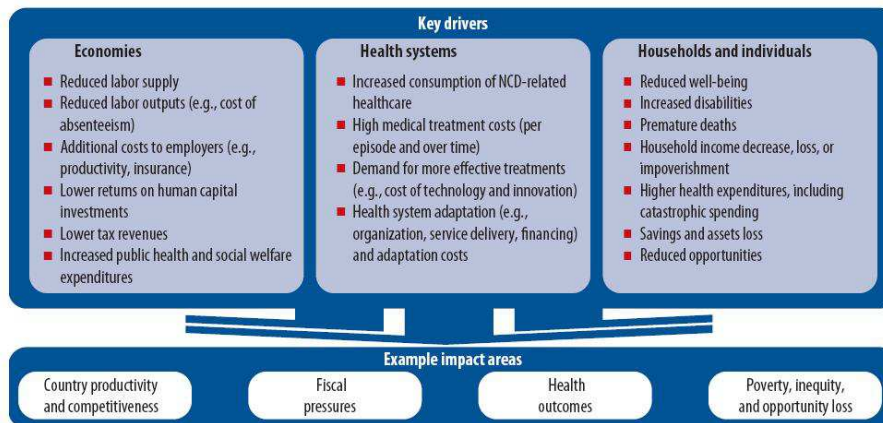 Key drivers
Economies
Reduced labor supply
Reduced labor outputs (e.g., cost of
absenteeism)
Additional costs to employers (e.g.,
productivity, insurance)
Lower returns on human capital
investments
Lower tax revenues
Increased public health and social welfare
expenditures
Health systems
Increased consumption of NCD-related
healthcare
High medical treatment costs (per
episode and over time)
Demand for more effective treatments
(e.g., cost of technology and innovation)
Health system adaptation (e.g.,
organization, service delivery, financing)
and adaptation costs
Households and individuals
Reduced well-being
Increased disabilities
Premature deaths
Household income decrease, loss, or
impoverishment
Higher health expenditures, including
catastrophic spending
Savings and assets loss
Reduced opportunities
Example impact areas
Country productivity
and competitiveness
Fiscal
pressures
Health
outcomes
Poverty, inequity,
and opportunity loss